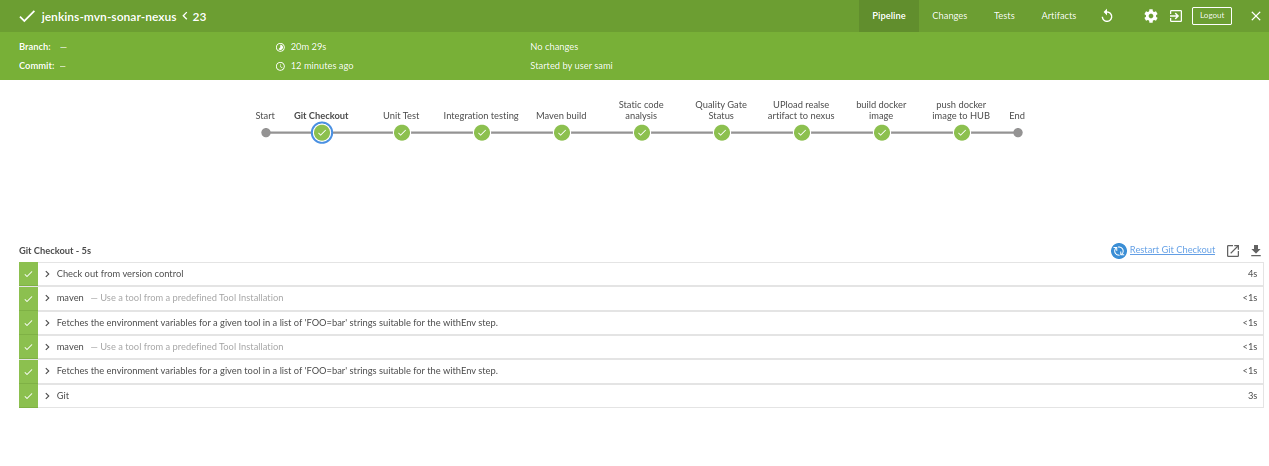 jenkins-mvn-sonar-nexus < 23
Pipeline Changes Tests Artifacts Logout
Branch: — 20m 29s No changes
Commit: — 12 minutes ago Started by user sami
Start
Git Checkout
Unit Test
Integration testing
Maven build
Static code
analysis
Quality Gate
Status
UPload realse
artifact to nexus
build docker
image
push docker
image to HUB
End
Git Checkout - 5s
Restart Git Checkout
Check out from version control 4s
maven — Use a tool from a predefined Tool Installation <1s
Fetches the environment variables for a given tool in a list of 'FOO=bar' strings suitable for the withEnv step. <1s
maven — Use a tool from a predefined Tool Installation <1s
Fetches the environment variables for a given tool in a list of 'FOO=bar' strings suitable for the withEnv step. <1s
Git 3s